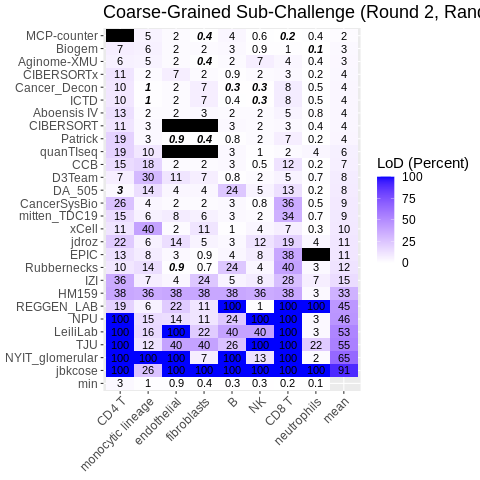 Coarse-Grained Sub-Challenge (Round 2, Ran
MCP-counter 5 2 0.4 4 0.6 0.2 0.4 2
Biogem 7 6 2 2 3 0.9 1 0.1 3
Aginome-XMU 6 5 2 0.4 2 7 4 0.4 3
CIBERSORTx 11 2 7 2 0.9 2 3 0.2 4
Cancer_Decon 10 1 2 7 0.3 0.3 8 0.5 4
ICTD 10 1 2 7 0.4 0.3 8 0.5 4
Aboensis IV 13 2 2 3 2 2 5 0.8 4
CIBERSORT 11 3 3 2 3 0.4 4
Patrick 19 3 0.9 0.4 0.8 2 7 0.2 4
quanTIseq 19 10 3 1 2 4 6
CCB 15 18 2 2 3 0.5 12 0.2 7
D3Team 7 30 11 7 0.8 2 5 0.7 8
DA_505 3 14 4 4 24 5 13 0.2 8
CancerSysBio 26 4 2 2 3 0.8 36 0.5 9
mitten_TDC19 15 6 8 6 3 2 34 0.7 9
xCell 11 40 2 11 1 4 7 0.3 10
jdroz 22 6 14 5 3 12 19 4 11
EPIC 13 8 3 0.9 4 8 38 11
Rubbernecks 10 14 0.9 0.7 24 4 40 3 12
IZI 36 7 4 24 5 8 28 7 15
HM159 38 36 38 38 38 36 38 3 33
REGGEN_LAB 19 6 22 11 100 1 100 100 45
NPU 100 15 14 11 24 100 100 3 46
LeiliLab 100 16 100 22 40 40 100 3 53
TJU 100 12 40 40 26 100 100 22 55
NYIT_glomerular 100 100 100 7 100 13 100 2 65
jbkcose 100 26 100 100 100 100 100 100 91
min 3 1 0.9 0.4 0.3 0.3 0.2 0.1
CD4 T
monocytic lineage
endothelial
fibroblasts
B
NK
CD8 T
neutrophils
mean
LoD (Percent)
100
75
50
25
0